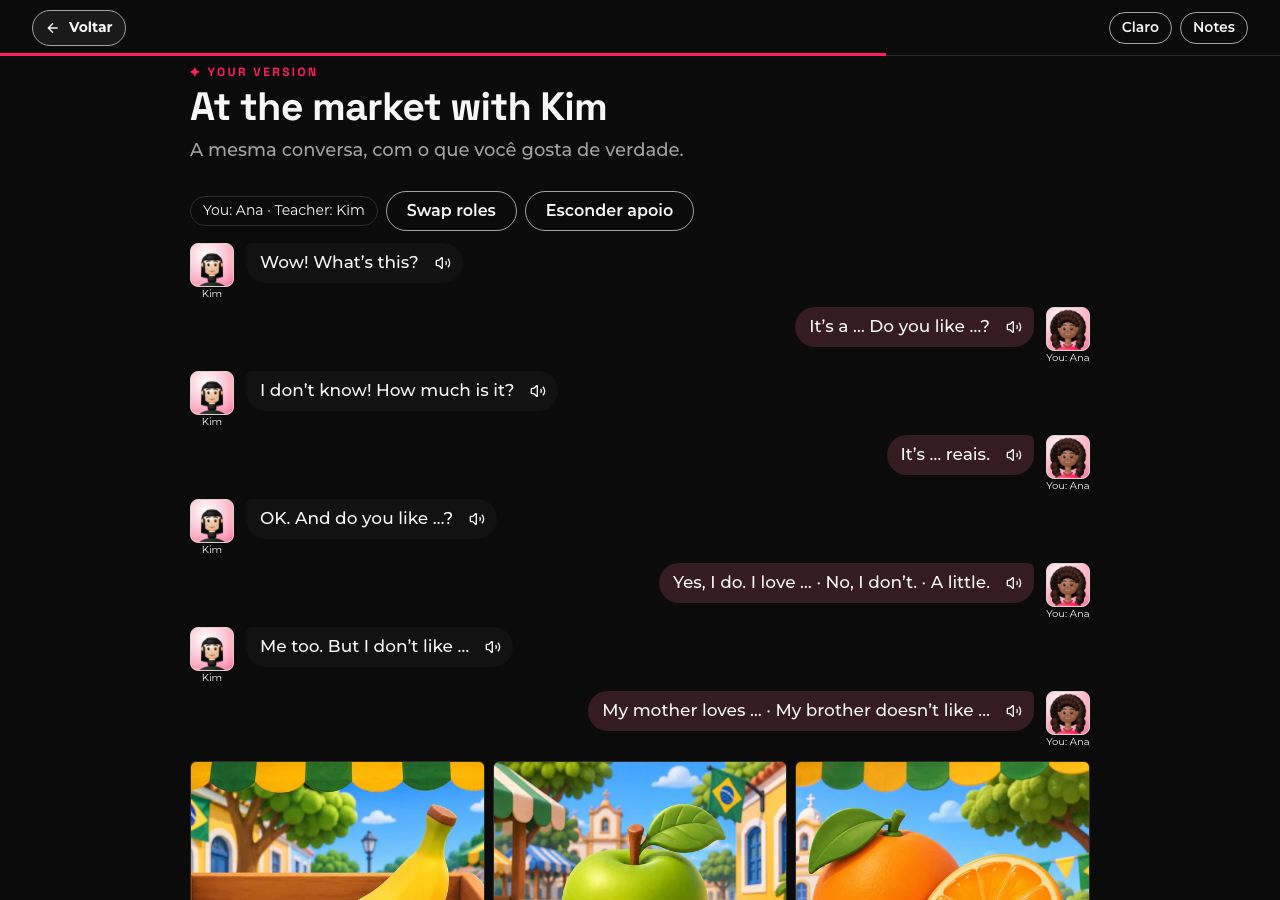 Voltar
Claro
Notes
YOUR VERSION
At the market with Kim
A mesma conversa, com o que você gosta de verdade.
You: Ana · Teacher: Kim
Swap roles
Esconder apoio
Wow! What’s this?
Kim
It’s a ... Do you like ...?
You: Ana
I don’t know! How much is it?
Kim
It’s ... reais.
You: Ana
OK. And do you like ...?
Kim
Yes, I do. I love ... · No, I don’t. · A little.
You: Ana
Me too. But I don’t like ...
Kim
My mother loves ... · My brother doesn’t like ...
You: Ana